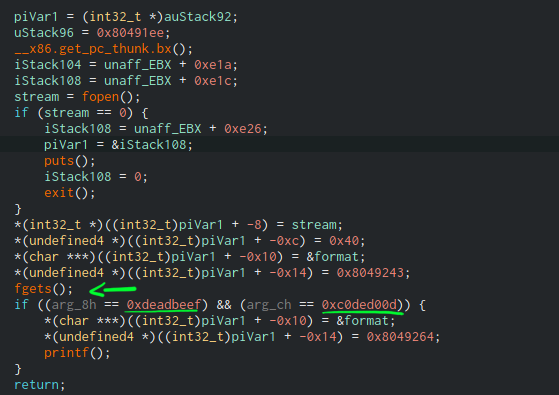 piVar1 = (int32_t *)auStack92;
uStack96 = 0x80491ee;
__x86.get_pc_thunk.bx();
iStack104 = unaff_EBX + 0xe1a;
iStack108 = unaff_EBX + 0xe1c;
stream = fopen();
if (stream == 0) {
    iStack108 = unaff_EBX + 0xe26;
    piVar1 = &iStack108;
    puts();
    iStack108 = 0;
    exit();
}
*(int32_t *)((int32_t)piVar1 + -8) = stream;
*(undefined4 *)((int32_t)piVar1 + -0xc) = 0x40;
*(char ***)((int32_t)piVar1 + -0x10) = &format;
*(undefined4 *)((int32_t)piVar1 + -0x14) = 0x8049243;
fgets();
if ((arg_8h == 0xdeadbeef) && (arg_ch == 0xc0ded00d)) {
    *(char ***)((int32_t)piVar1 + -0x10) = &format;
    *(undefined4 *)((int32_t)piVar1 + -0x14) = 0x8049264;
    printf();
}
return;